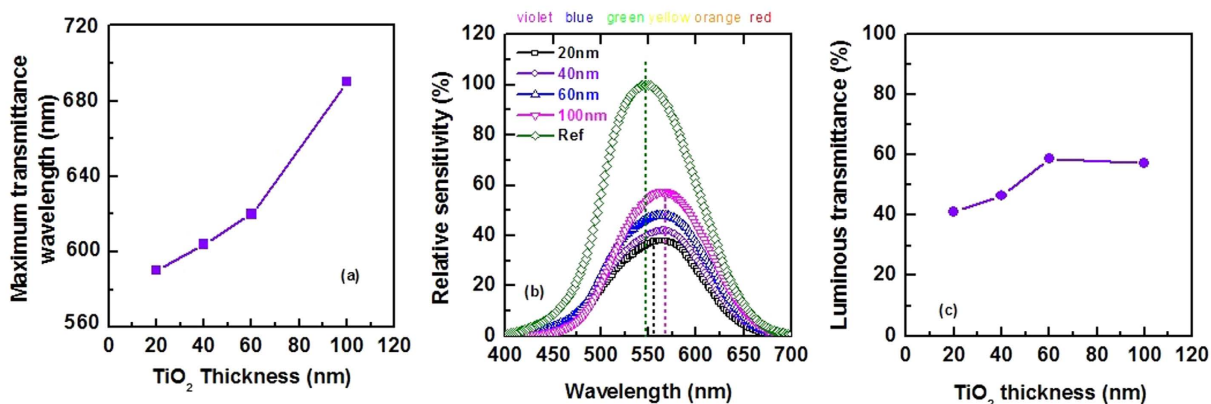 Maximum transmittance
wavelength (nm)
720
680
640
600
560
0 20 40 60 80 100 120
TiO2 Thickness (nm)
(a)
violet blue green yellow orange red
Relative sensitivity (%)
120
100
80
60
40
20
0
20nm
40nm
60nm
100nm
Ref
(b)
400 450 500 550 600 650 700
Wavelength (nm)
Luminous transmittance (%)
100
80
60
40
20
0
(c)
0 20 40 60 80 100 120
TiO2 thickness (nm)